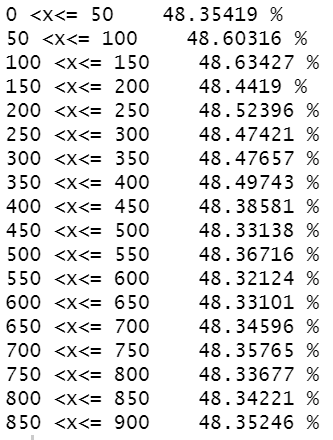 0 <x<= 50 48.35419 %
50 <x<= 100 48.60316 %
100 <x<= 150 48.63427 %
150 <x<= 200 48.4419 %
200 <x<= 250 48.52396 %
250 <x<= 300 48.47421 %
300 <x<= 350 48.47657 %
350 <x<= 400 48.49743 %
400 <x<= 450 48.38581 %
450 <x<= 500 48.33138 %
500 <x<= 550 48.36716 %
550 <x<= 600 48.32124 %
600 <x<= 650 48.33101 %
650 <x<= 700 48.34596 %
700 <x<= 750 48.35765 %
750 <x<= 800 48.33677 %
800 <x<= 850 48.34221 %
850 <x<= 900 48.35246 %